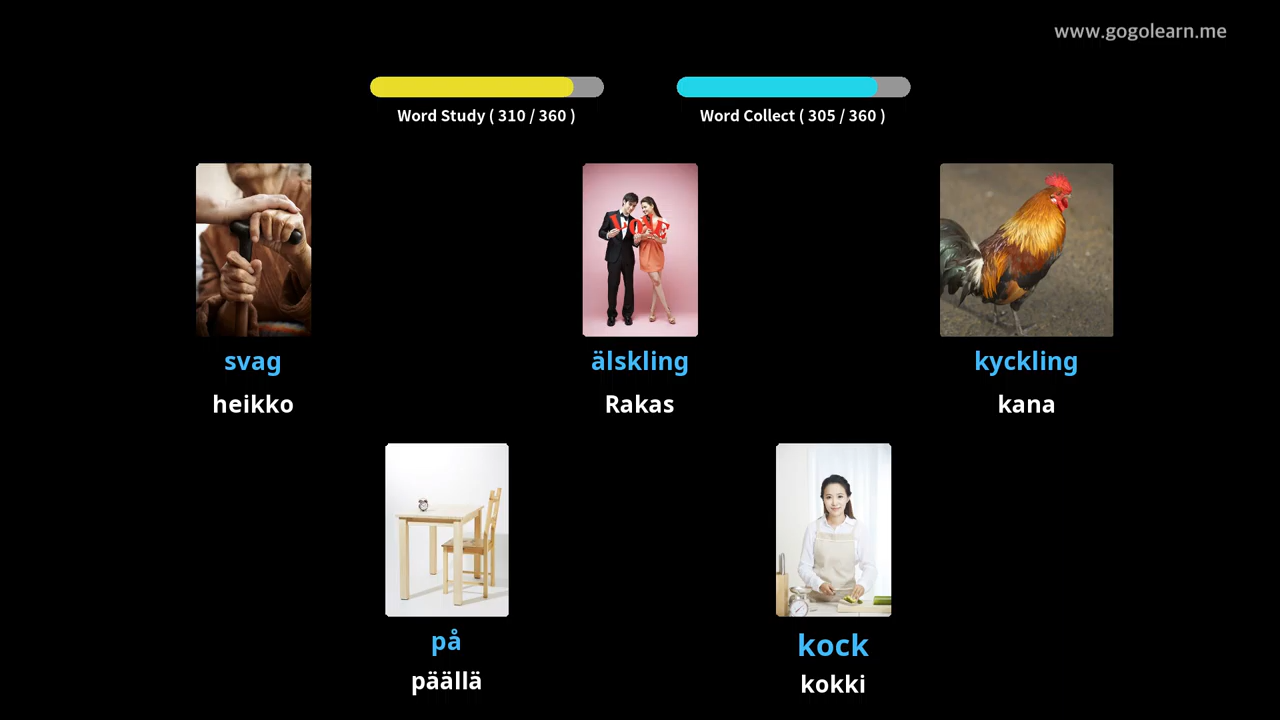 www.gogolearn.me
Word Study ( 310 / 360 )
Word Collect ( 305 / 360 )
LOVE
svag
älskling
kyckling
heikko
Rakas
kana
på
kock
päällä
kokki